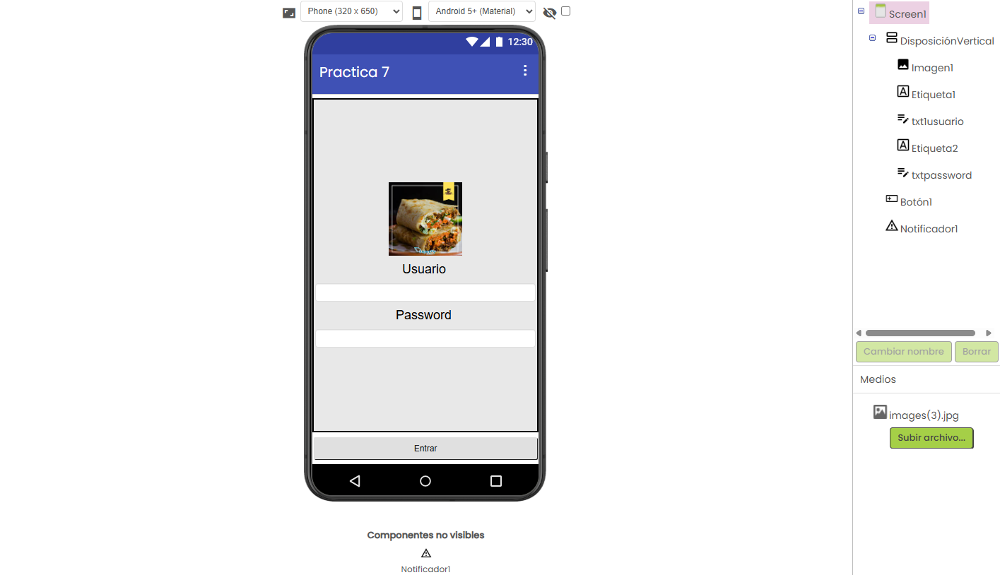 Phone (320 x 650)
Android 5+ (Material)
12:30
Practica 7
Usuario
Password
Entrar
Componentes no visibles
Notificador1
Screen1
DisposiciónVertical
Imagen1
Etiqueta1
txt1usuario
Etiqueta2
txtpassword
Botón1
Notificador1
Cambiar nombre
Borrar
Medios
images(3).jpg
Subir archivo...